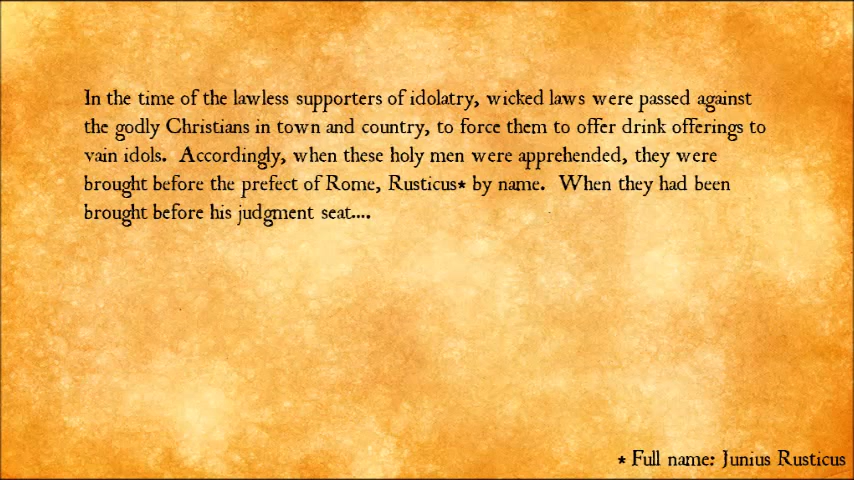 In the time of the lawless supporters of idolatry, wicked laws were passed against
the godly Christians in town and country, to force them to offer drink offerings to
vain idols.  Accordingly, when these holy men were apprehended, they were
brought before the prefect of Rome, Rusticus* by name.  When they had been
brought before his judgment seat....
* Full name: Junius Rusticus